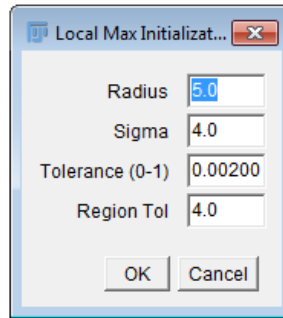 Local Max Initializat...
Radius 5.0
Sigma 4.0
Tolerance (0-1) 0.00200
Region Tol 4.0
OK Cancel